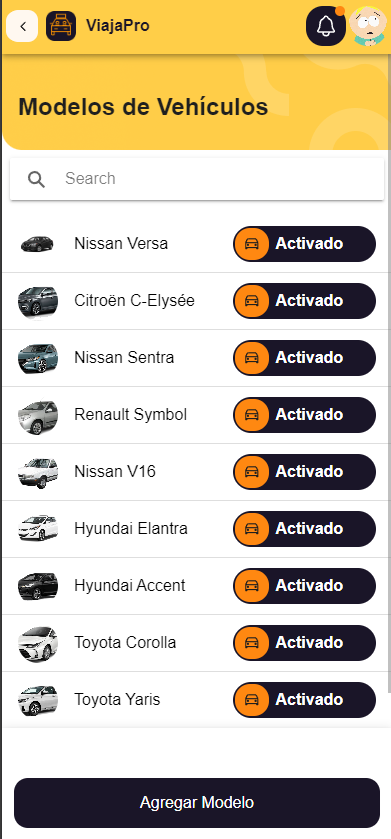 ViajaPro
Modelos de Vehículos
Search
Nissan Versa Activado
Citroën C-Elysée Activado
Nissan Sentra Activado
Renault Symbol Activado
Nissan V16 Activado
Hyundai Elantra Activado
Hyundai Accent Activado
Toyota Corolla Activado
Toyota Yaris Activado
Agregar Modelo